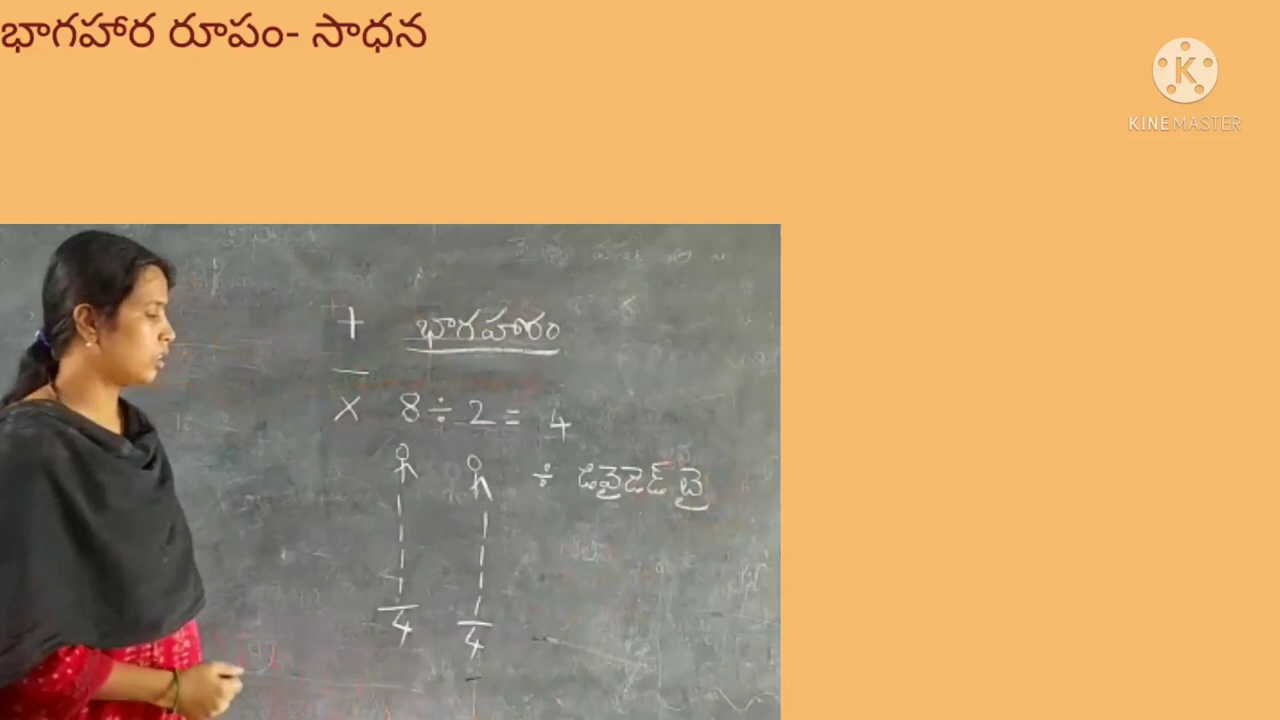 భాగహార రూపం- సాధన
KINEMASTER
+ భాగహారం
—
× 8 ÷ 2 = 4
÷ డివైడెడ్ బై
4 4